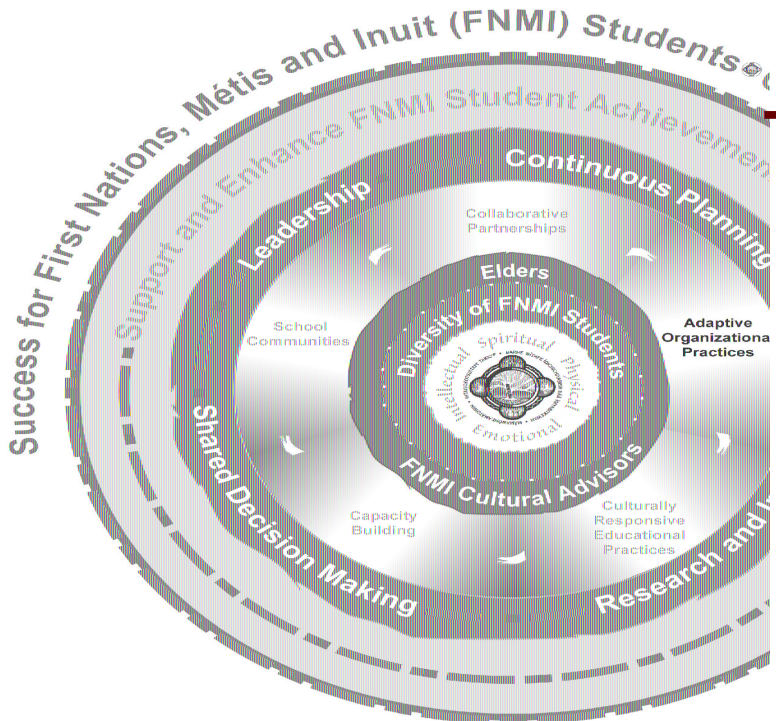 Success for First Nations, Métis and Inuit (FNMI) Students
Support and Enhance FNMI Student Achievemen
Leadership
Continuous Planning
Collaborative
Partnerships
Elders
School
Communities
Diversity of FNMI Students
Adaptive
Organizational
Practices
Intellectual Spiritual Physical
Emotional
Shared Decision Making
FNMI Cultural Advisors
Capacity
Building
Culturally
Responsive
Educational
Practices
Research and